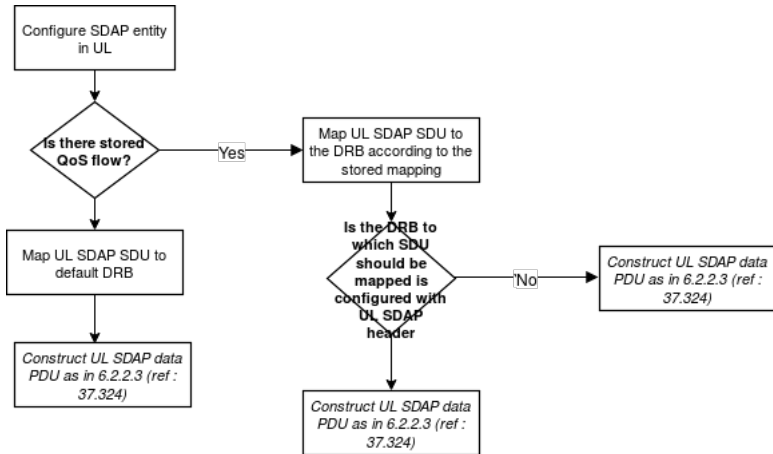 Configure SDAP entity
in UL
Is there stored
QoS flow?
Yes
Map UL SDAP SDU to
the DRB according to the
stored mapping
Map UL SDAP SDU to
default DRB
Construct UL SDAP data
PDU as in 6.2.2.3 (ref :
37.324)
Is the DRB to
which SDU
should be
mapped is
configured with
UL SDAP
header
'No
Construct UL SDAP data
PDU as in 6.2.2.3 (ref :
37.324)
Construct UL SDAP data
PDU as in 6.2.2.3 (ref :
37.324)